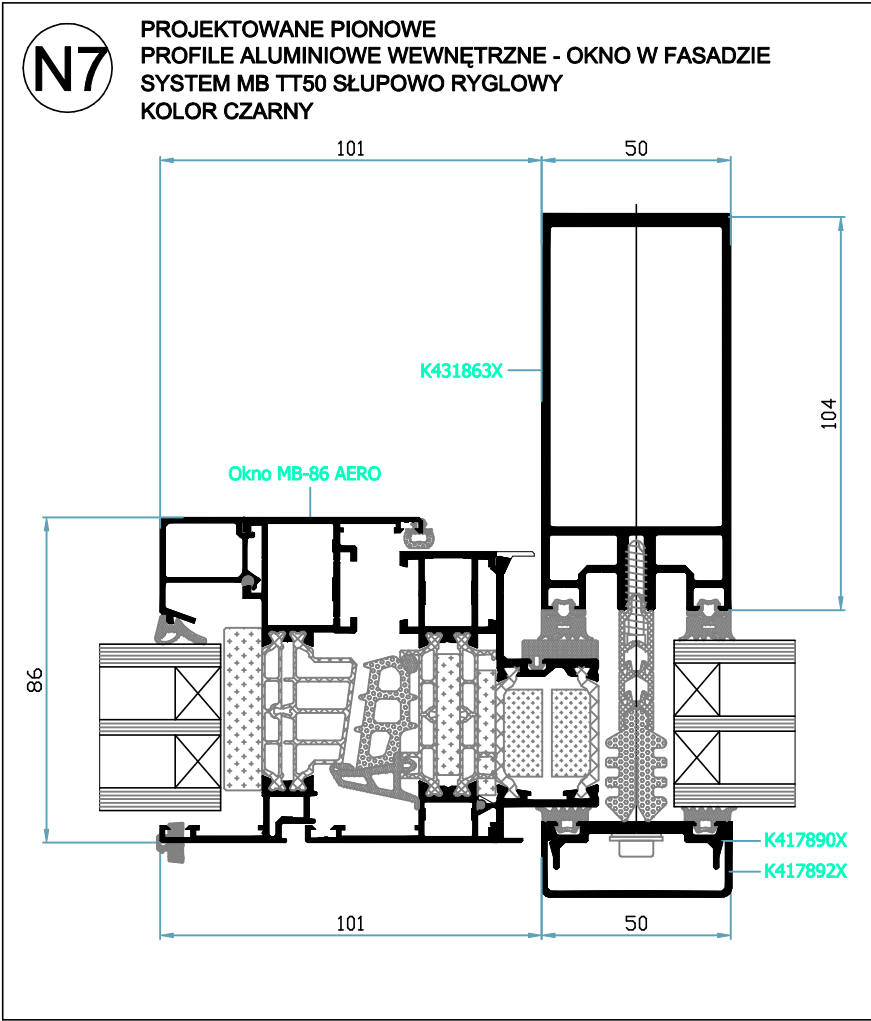 N7
PROJEKTOWANE PIONOWE
PROFILE ALUMINIOWE WEWNĘTRZNE - OKNO W FASADZIE
SYSTEM MB TT50 SŁUPOWO RYGLOWY
KOLOR CZARNY
101
50
K431863X
104
Okno MB-86 AERO
86
K417890X
K417892X
101
50